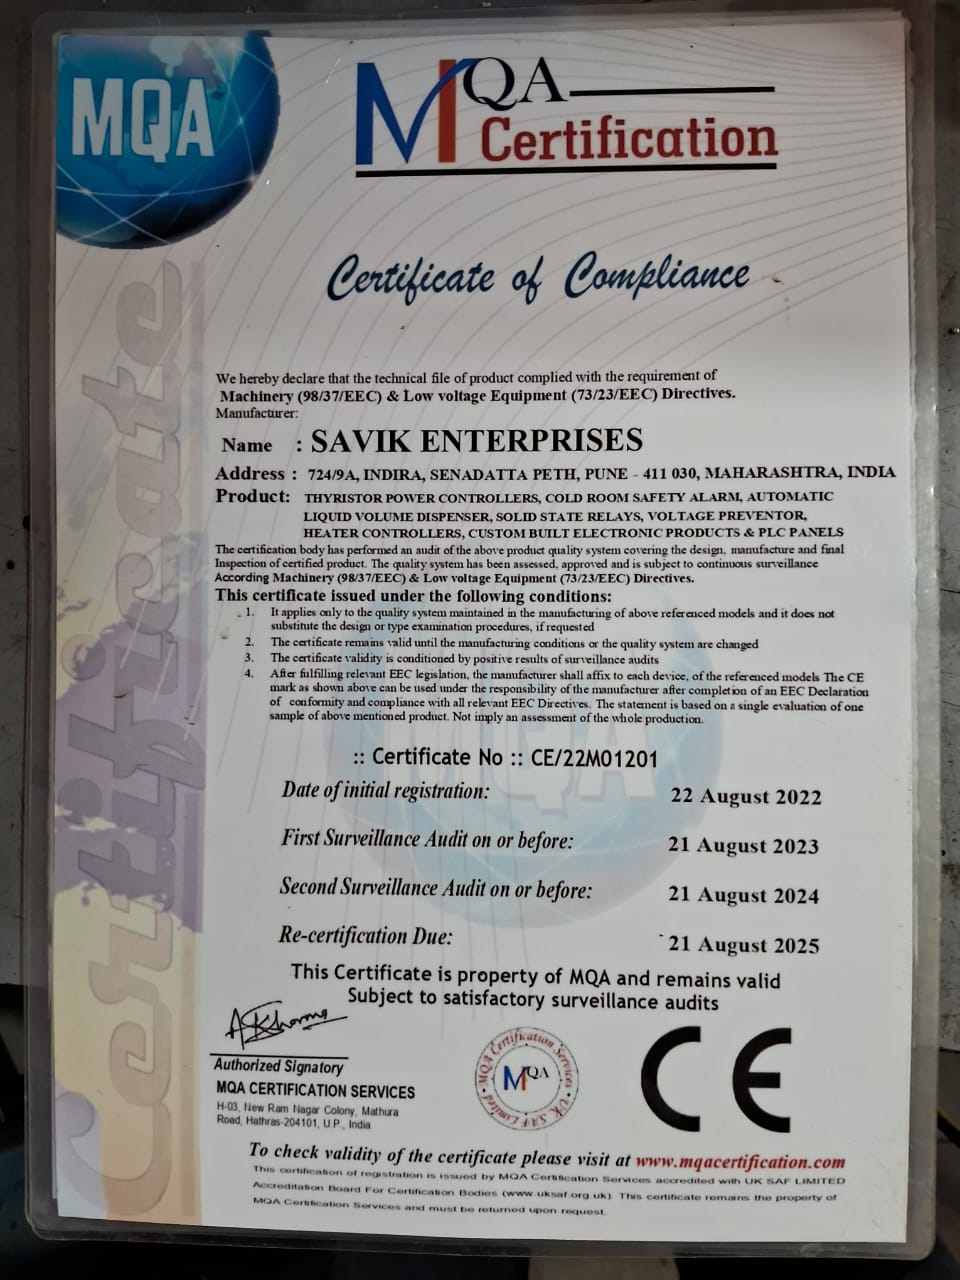 MQA
MQA
Certification
Certificate of Compliance
We hereby declare that the technical file of product complied with the requirement of
Machinery (98/37/EEC) & Low voltage Equipment (73/23/EEC) Directives.
Manufacturer:
Name : SAVIK ENTERPRISES
Address : 724/9A, INDIRA, SENADATTA PETH, PUNE - 411 030, MAHARASHTRA, INDIA
Product: THYRISTOR POWER CONTROLLERS, COLD ROOM SAFETY ALARM, AUTOMATIC
LIQUID VOLUME DISPENSER, SOLID STATE RELAYS, VOLTAGE PREVENTOR,
HEATER CONTROLLERS, CUSTOM BUILT ELECTRONIC PRODUCTS & PLC PANELS
The certification body has performed an audit of the above product quality system covering the design, manufacture and final
Inspection of certified product. The quality system has been assessed, approved and is subject to continuous surveillance
According Machinery (98/37/EEC) & Low voltage Equipment (73/23/EEC) Directives.
This certificate issued under the following conditions:
1. It applies only to the quality system maintained in the manufacturing of above referenced models and it does not
substitute the design or type examination procedures, if requested
2. The certificate remains valid until the manufacturing conditions or the quality system are changed
3. The certificate validity is conditioned by positive results of surveillance audits
4. After fulfilling relevant EEC legislation, the manufacturer shall affix to each device, of the referenced models The CE
mark as shown above can be used under the responsibility of the manufacturer after completion of an EEC Declaration
of conformity and compliance with all relevant EEC Directives. The statement is based on a single evaluation of one
sample of above mentioned product. Not imply an assessment of the whole production.
:: Certificate No :: CE/22M01201
Date of initial registration: 22 August 2022
First Surveillance Audit on or before: 21 August 2023
Second Surveillance Audit on or before: 21 August 2024
Re-certification Due: 21 August 2025
This Certificate is property of MQA and remains valid
Subject to satisfactory surveillance audits
AKSharma
Authorized Signatory
MQA CERTIFICATION SERVICES
H-03, New Ram Nagar Colony, Mathura
Road, Hathras-204101, U.P., India
MQA Certification Services
MQA
UK SAF Limited
CE
To check validity of the certificate please visit at www.mqacertification.com
This certification of registration is issued by MQA Certification Services accredited with UK SAF LIMITED
Accreditation Board For Certification Bodies (www.uksaf.org.uk). This certificate remains the property of
MQA Certification Services and must be returned upon request.
Certificate
MQA